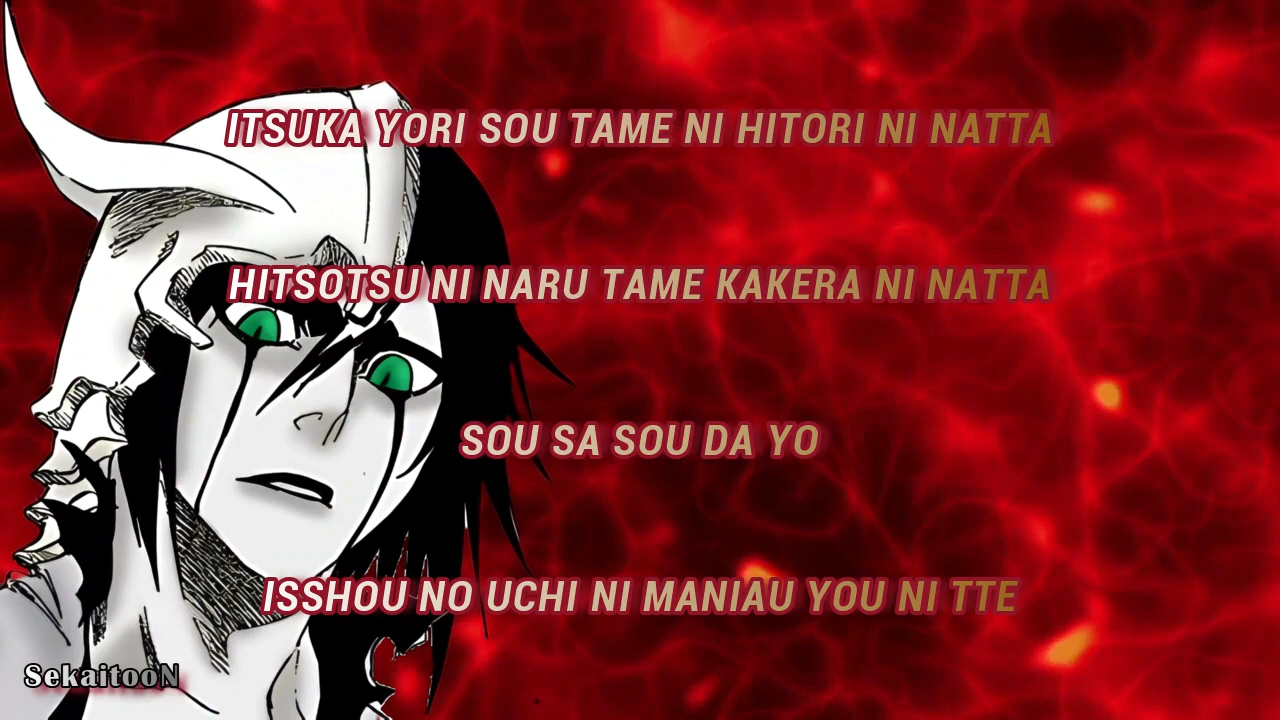 ITSUKA YORI SOU TAME NI HITORI NI NATTA
HITSOTSU NI NARU TAME KAKERA NI NATTA
SOU SA SOU DA YO
ISSHOU NO UCHI NI MANIAU YOU NI TTE
SekaitooN